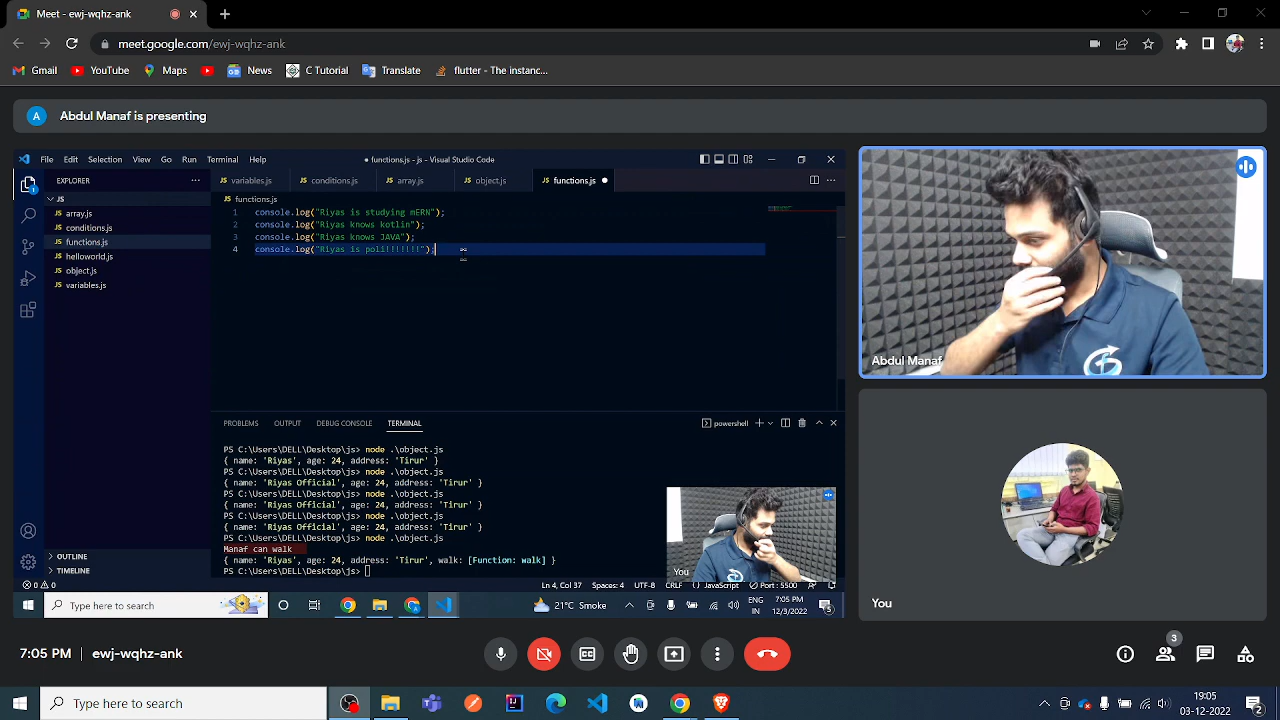 Meet - ewj-wqhz-ank
meet.google.com/ewj-wqhz-ank
Gmail
YouTube
Maps
News
C Tutorial
Translate
flutter - The instanc...
A
Abdul Manaf is presenting
File
Edit
Selection
View
Go
Run
Terminal
Help
● functions.js - js - Visual Studio Code
EXPLORER
variables.js
conditions.js
array.js
object.js
functions.js
JS
array.js
conditions.js
functions.js
helloworld.js
object.js
variables.js
functions.js
1 console.log("Riyas is studying mERN");
2 console.log("Riyas knows kotlin");
3 console.log("Riyas knows JAVA");
4 console.log("Riyas is poli!!!!!!!");
PROBLEMS
OUTPUT
DEBUG CONSOLE
TERMINAL
powershell
PS C:\Users\DELL\Desktop\js> node .\object.js
{ name: 'Riyas', age: 24, address: 'Tirur' }
PS C:\Users\DELL\Desktop\js> node .\object.js
{ name: 'Riyas Official', age: 24, address: 'Tirur' }
PS C:\Users\DELL\Desktop\js> node .\object.js
{ name: 'Riyas Official', age: 24, address: 'Tirur' }
PS C:\Users\DELL\Desktop\js> node .\object.js
{ name: 'Riyas Official', age: 24, address: 'Tirur' }
PS C:\Users\DELL\Desktop\js> node .\object.js
Manaf can walk
{ name: 'Riyas', age: 24, address: 'Tirur', walk: [Function: walk] }
PS C:\Users\DELL\Desktop\js>
You
OUTLINE
TIMELINE
0 0
Ln 4, Col 37
Spaces: 4
UTF-8
CRLF
{} JavaScript
Port : 5500
Type here to search
21°C Smoke
ENG
IN
7:05 PM
12/3/2022
Abdul Manaf
You
7:05 PM
ewj-wqhz-ank
3
Type here to search
19:05
03-12-2022
2